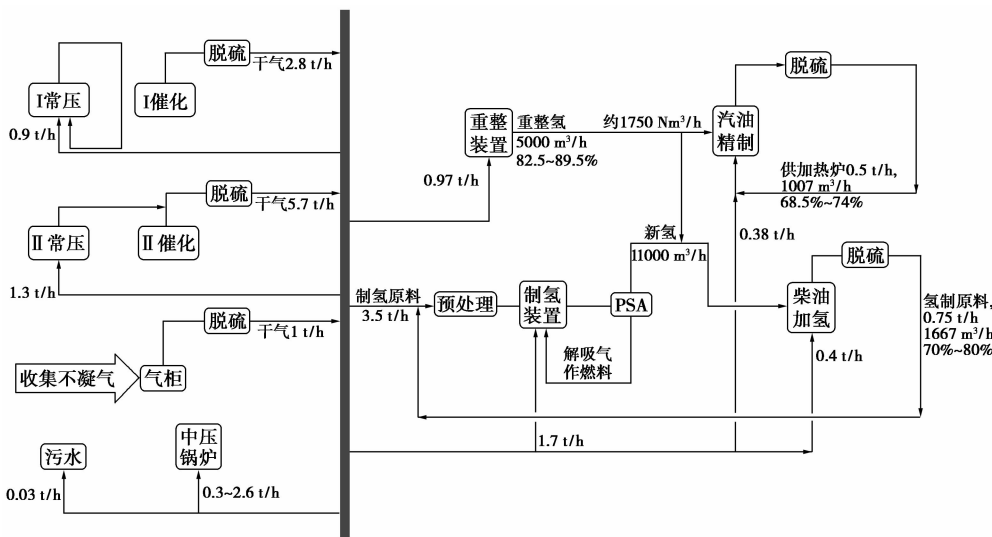 脱硫
干气2.8 t/h
I常压
I催化
0.9 t/h
脱硫
干气5.7 t/h
II常压
II催化
1.3 t/h
脱硫
干气1 t/h
收集不凝气
气柜
污水
中压
锅炉
0.03 t/h
0.3~2.6 t/h
重整
装置
重整氢
5000 m³/h
82.5~89.5%
约1750 Nm³/h
0.97 t/h
汽油
精制
脱硫
供加热炉0.5 t/h,
1007 m³/h
68.5%~74%
0.38 t/h
新氢
11000 m³/h
制氢原料
3.5 t/h
预处理
制氢
装置
PSA
解吸气
作燃料
柴油
加氢
脱硫
氢制原料,
0.75 t/h
1667 m³/h
70%~80%
0.4 t/h
1.7 t/h